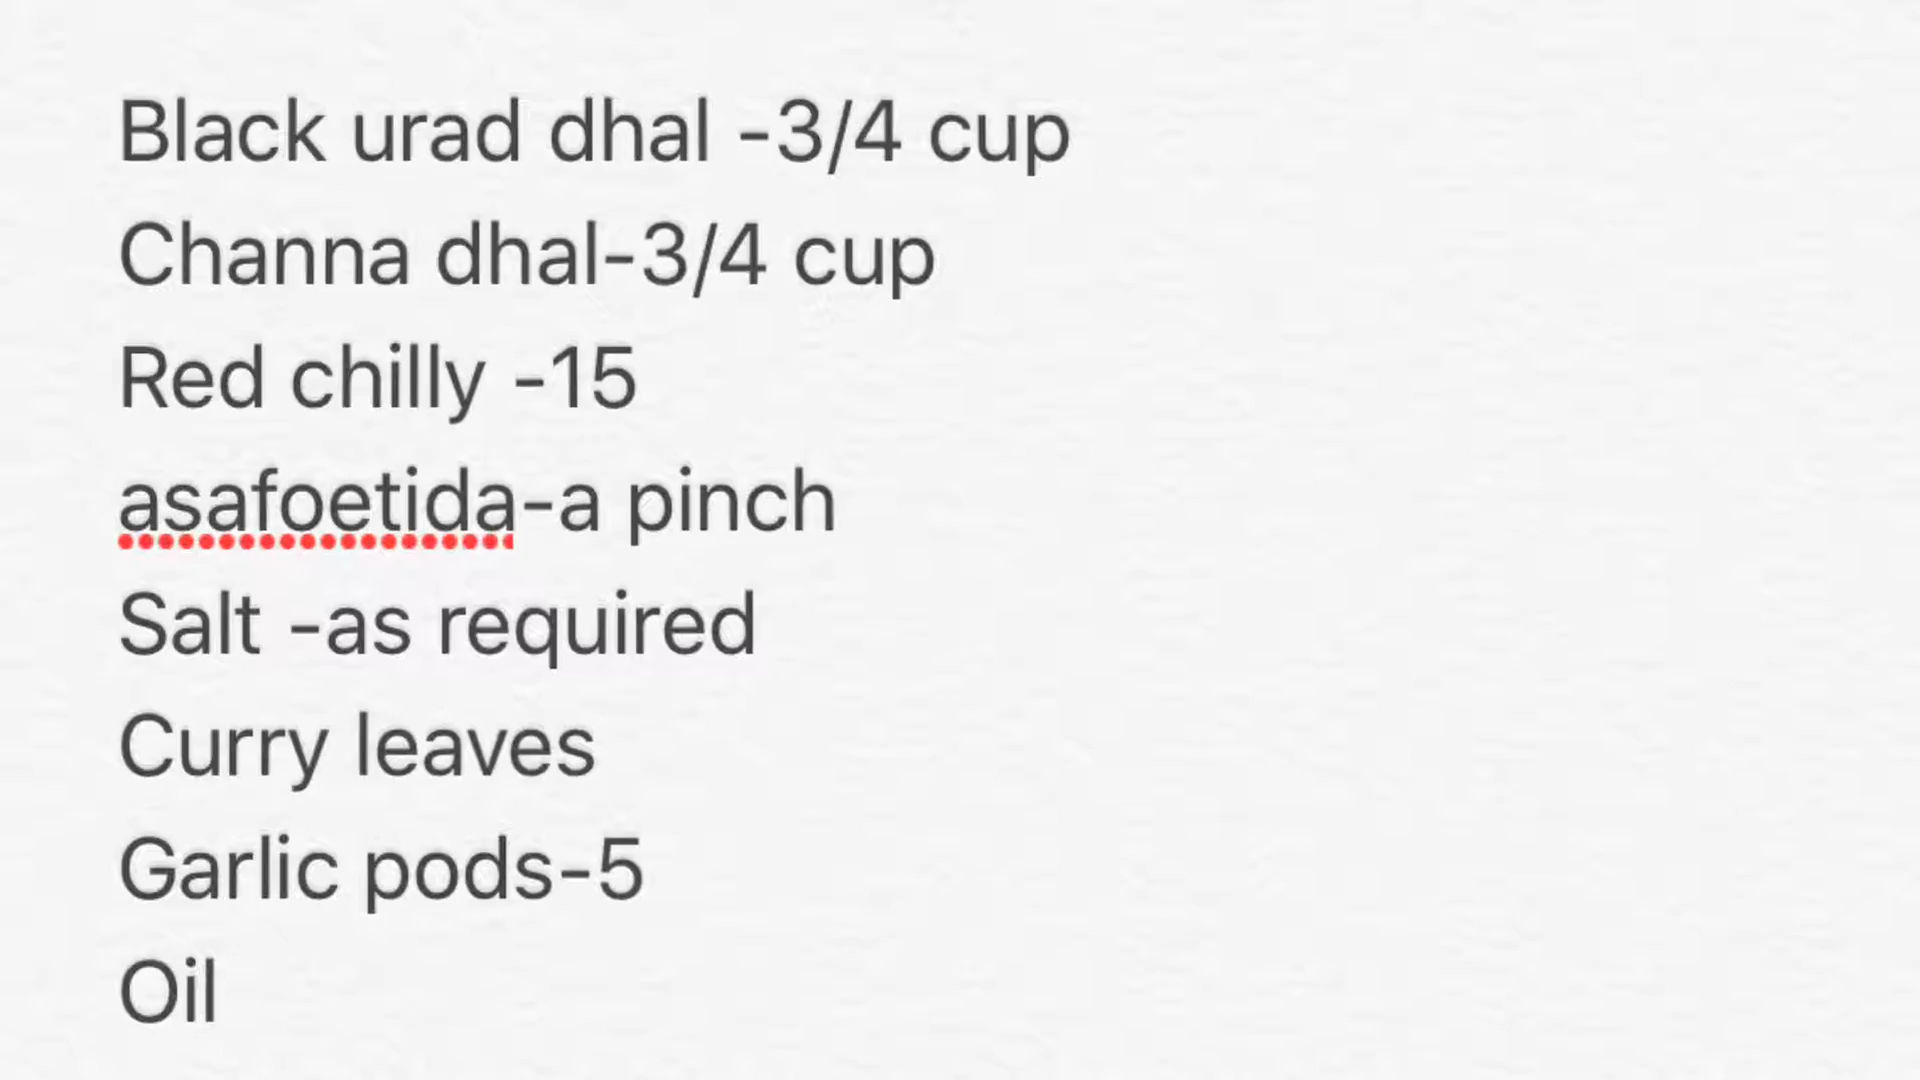 Black urad dhal -3/4 cup
Channa dhal-3/4 cup
Red chilly -15
asafoetida-a pinch
Salt -as required
Curry leaves
Garlic pods-5
Oil